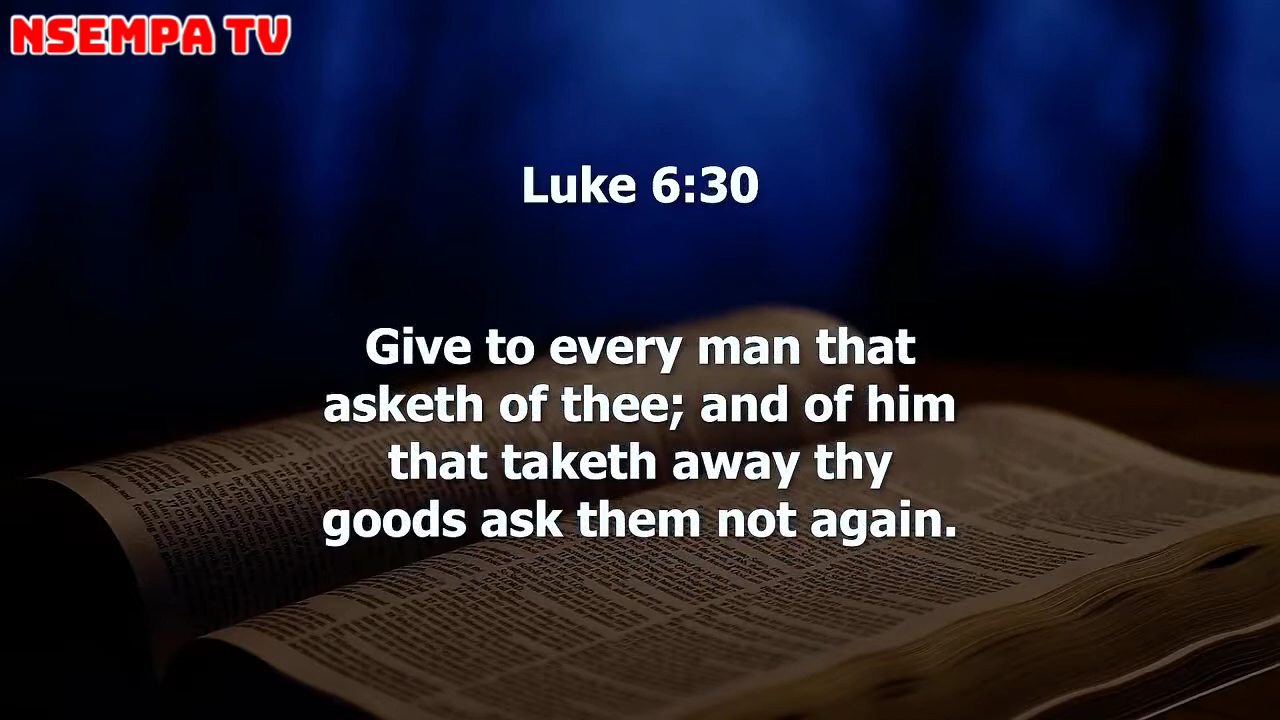 NSEMPA TV
Luke 6:30
Give to every man that
asketh of thee; and of him
that taketh away thy
goods ask them not again.